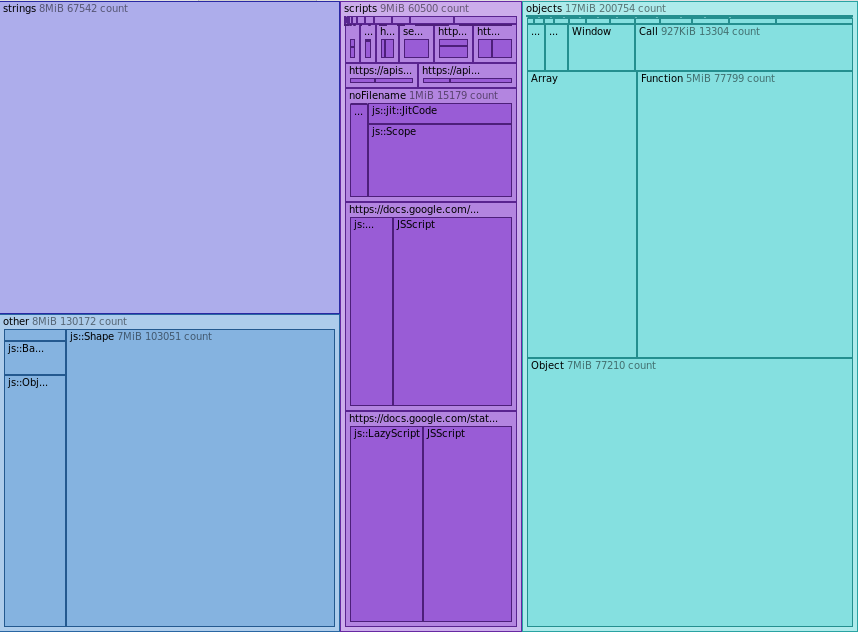 strings 8MiB 67542 count
other 8MiB 130172 count
js::Ba...
js::Obj...
js::Shape 7MiB 103051 count
scripts 9MiB 60500 count
...
h...
se...
http...
htt...
https://apis...
https://api...
noFilename 1MiB 15179 count
...
js::jit::JitCode
js::Scope
https://docs.google.com/...
js:...
JSScript
https://docs.google.com/stat...
js::LazyScript
JSScript
objects 17MiB 200754 count
...
...
Window
Call 927KiB 13304 count
Array
Function 5MiB 77799 count
Object 7MiB 77210 count